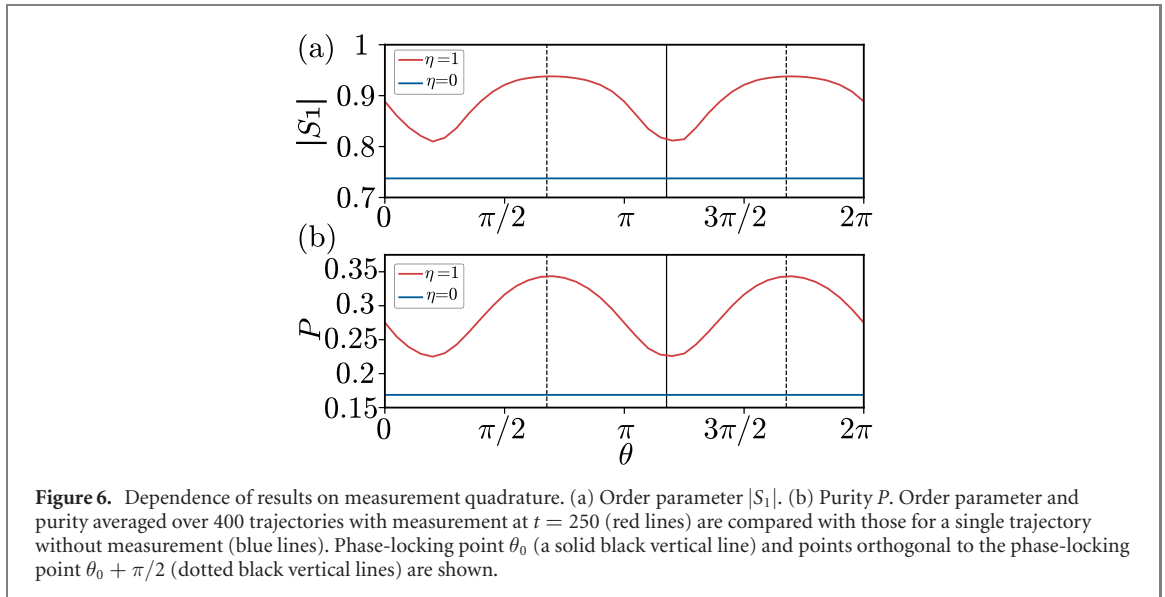 (a)
1
0.9
0.8
0.7
|S1|
η=1
η=0
0 π/2 π 3π/2 2π
(b)
0.35
0.3
0.25
0.2
0.15
P
η=1
η=0
0 π/2 π 3π/2 2π
θ
Figure 6. Dependence of results on measurement quadrature. (a) Order parameter |S₁|. (b) Purity P. Order parameter and
purity averaged over 400 trajectories with measurement at t = 250 (red lines) are compared with those for a single trajectory
without measurement (blue lines). Phase-locking point θ₀ (a solid black vertical line) and points orthogonal to the phase-locking
point θ₀ + π/2 (dotted black vertical lines) are shown.